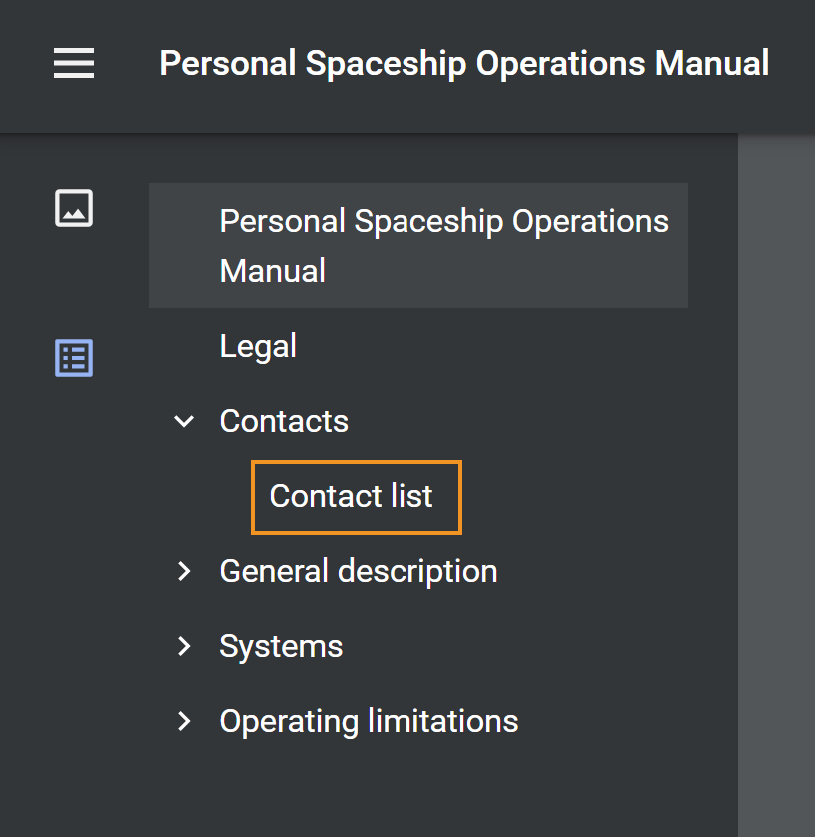 Personal Spaceship Operations Manual
Personal Spaceship Operations
Manual
Legal
Contacts
Contact list
General description
Systems
Operating limitations